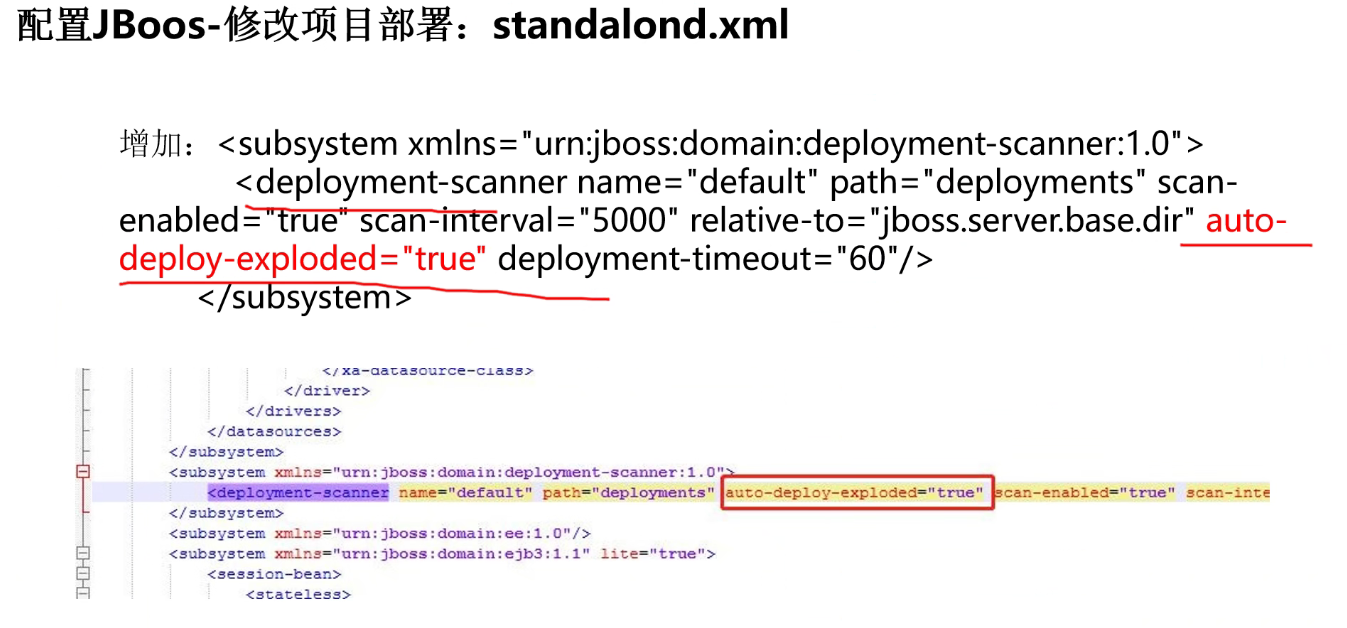 配置JBoos-修改项目部署：standalond.xml
增加：<subsystem xmlns="urn:jboss:domain:deployment-scanner:1.0">
<deployment-scanner name="default" path="deployments" scan-
enabled="true" scan-interval="5000" relative-to="jboss.server.base.dir" auto-
deploy-exploded="true" deployment-timeout="60"/>
</subsystem>
</xa-datasource-class>
</driver>
</drivers>
</datasources>
</subsystem>
<subsystem xmlns="urn:jboss:domain:deployment-scanner:1.0">
<deployment-scanner name="default" path="deployments" auto-deploy-exploded="true" scan-enabled="true" scan-inte
</subsystem>
<subsystem xmlns="urn:jboss:domain:ee:1.0"/>
<subsystem xmlns="urn:jboss:domain:ejb3:1.1" lite="true">
<session-bean>
<stateless>